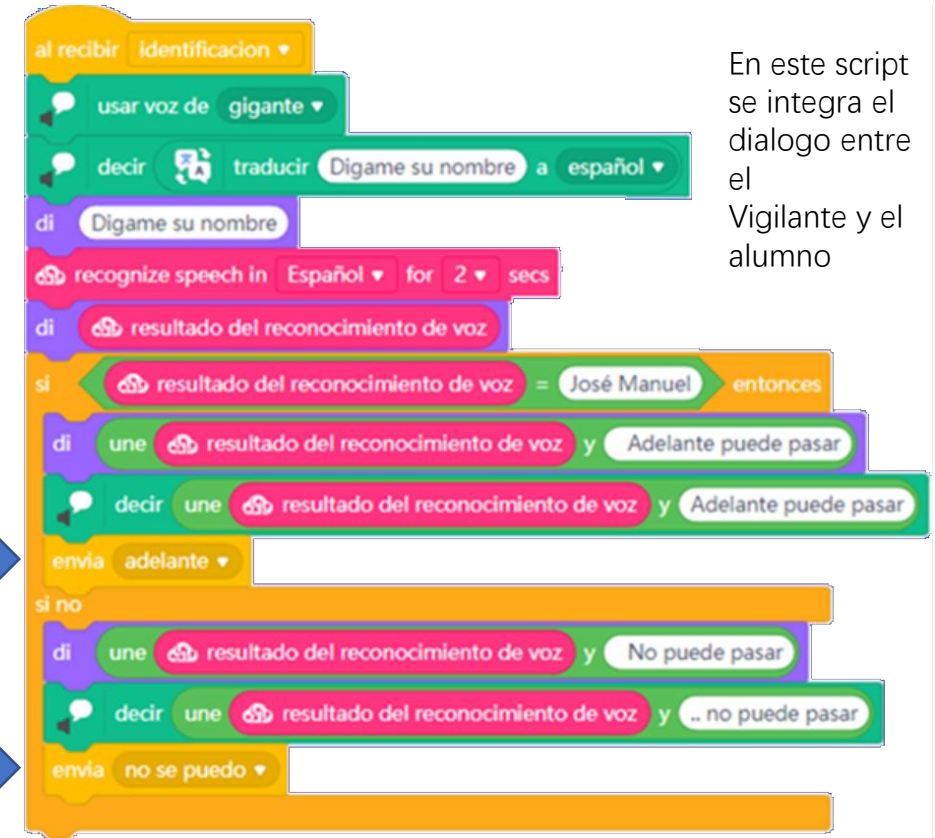 al recibir identificacion
usar voz de gigante
decir traducir Digame su nombre a español
di Digame su nombre
recognize speech in Español for 2 secs
di resultado del reconocimiento de voz
si resultado del reconocimiento de voz = José Manuel entonces
di une resultado del reconocimiento de voz y Adelante puede pasar
decir une resultado del reconocimiento de voz y Adelante puede pasar
envia adelante
si no
di une resultado del reconocimiento de voz y No puede pasar
decir une resultado del reconocimiento de voz y .. no puede pasar
envia no se puedo
En este script
se integra el
dialogo entre
el
Vigilante y el
alumno